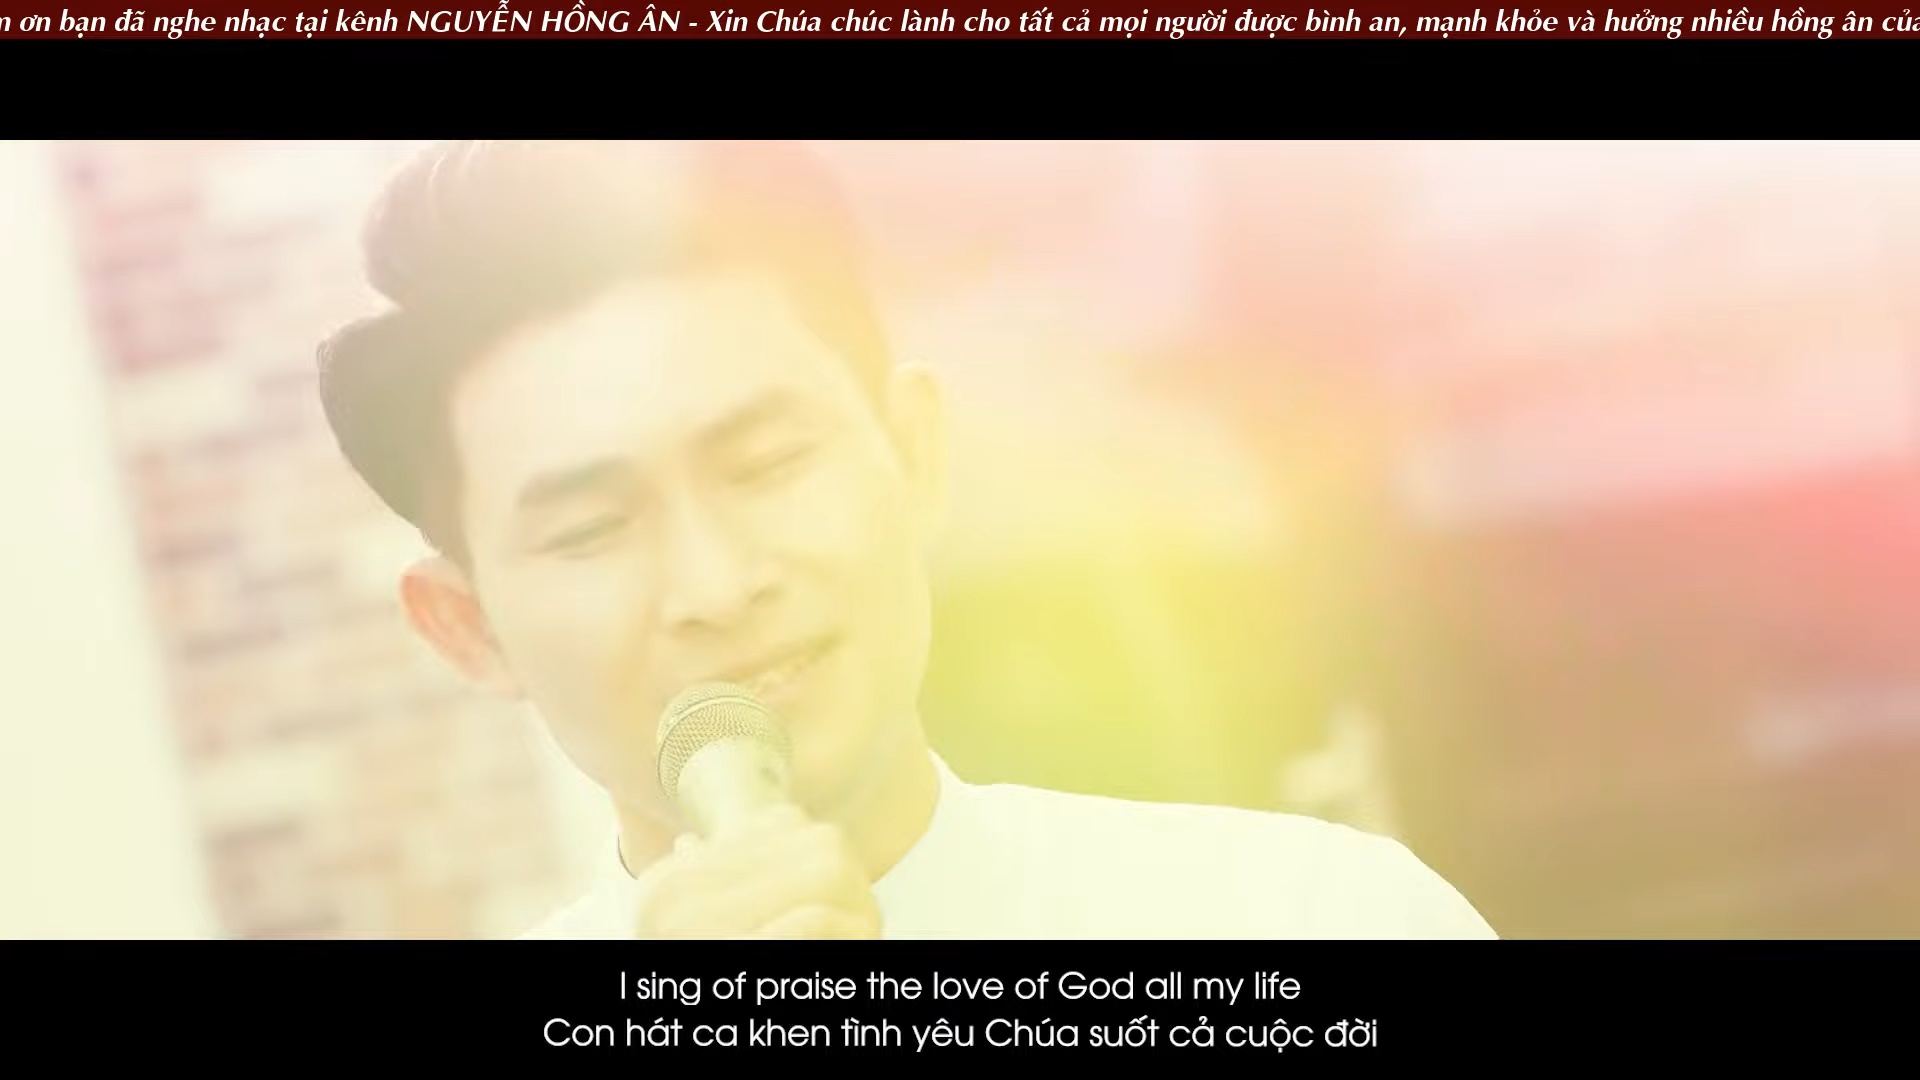 ơn bạn đã nghe nhạc tại kênh NGUYỄN HỒNG ÂN - Xin Chúa chúc lành cho tất cả mọi người được bình an, mạnh khỏe và hưởng nhiều hồng ân của
I sing of praise the love of God all my life
Con hát ca khen tình yêu Chúa suốt cả cuộc đời